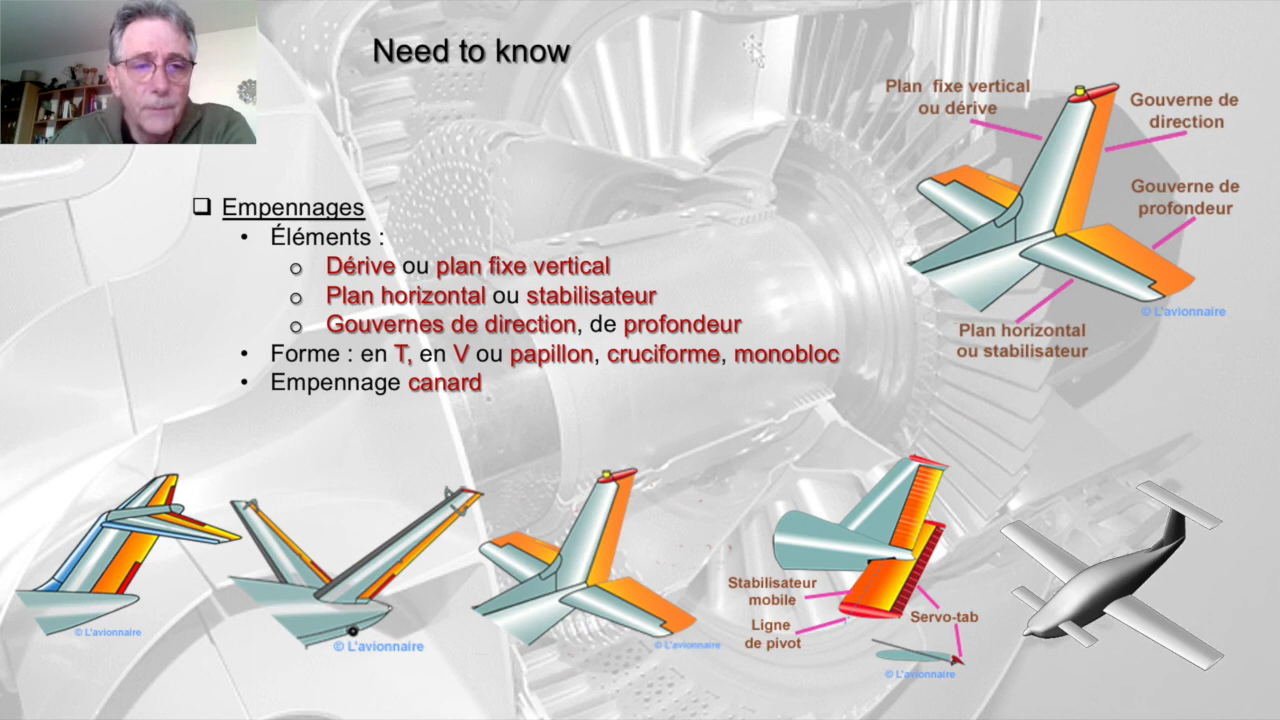 Need to know
Plan fixe vertical
ou dérive
Gouverne de
direction
Gouverne de
profondeur
Plan horizontal
ou stabilisateur
© L'avionnaire
❑ Empennages
• Éléments :
o Dérive ou plan fixe vertical
o Plan horizontal ou stabilisateur
o Gouvernes de direction, de profondeur
• Forme : en T, en V ou papillon, cruciforme, monobloc
• Empennage canard
© L'avionnaire
© L'avionnaire
© L'avionnaire
Stabilisateur
mobile
Ligne
de pivot
Servo-tab
© L'avionnaire